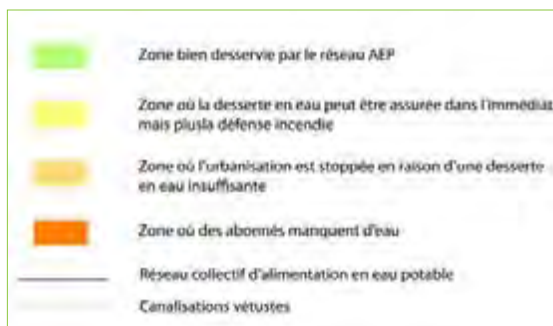 Zone bien desservie par le réseau AEP
Zone où la desserte en eau peut être assurée dans l'immédiat
mais plusla défense incendie
Zone où l'urbanisation est stoppée en raison d'une desserte
en eau insuffisante
Zone où des abonnés manquent d'eau
Réseau collectif d'alimentation en eau potable
Canalisations vétustes